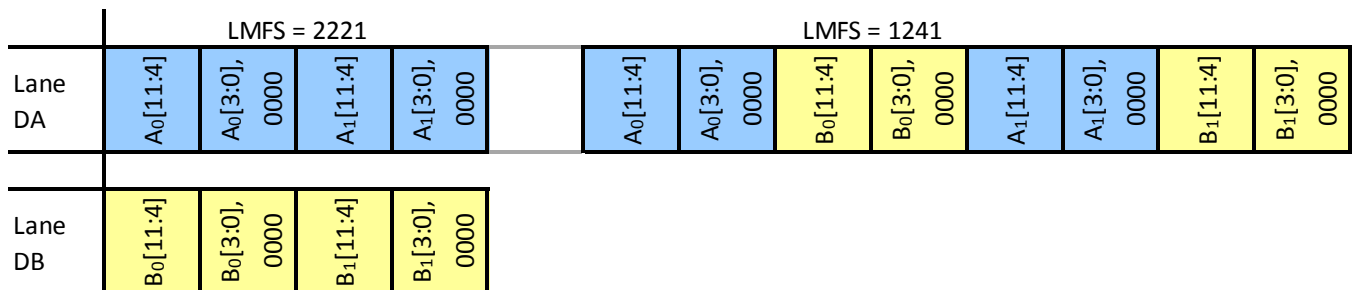 LMFS = 2221
LMFS = 1241
Lane
DA
A0[11:4]
A0[3:0],
0000
A1[11:4]
A1[3:0],
0000
A0[11:4]
A0[3:0],
0000
B0[11:4]
B0[3:0],
0000
A1[11:4]
A1[3:0],
0000
B1[11:4]
B1[3:0],
0000
Lane
DB
B0[11:4]
B0[3:0],
0000
B1[11:4]
B1[3:0],
0000